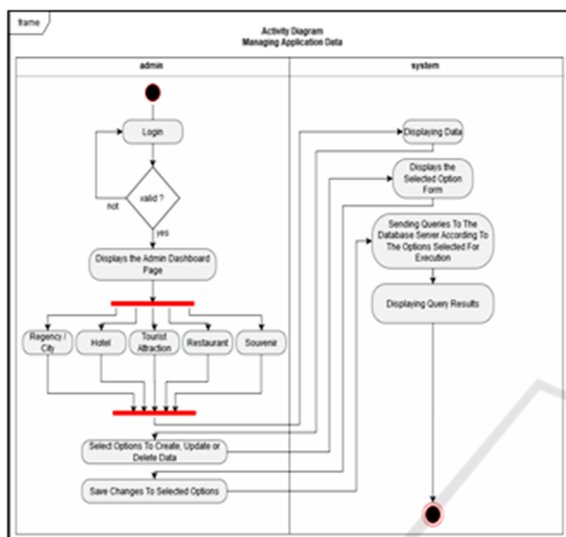 frame
Activity Diagram
Managing Application Data
admin
system
Login
valid ?
not
yes
Displays the Admin Dashboard
Page
Regency /
City
Hotel
Tourist
Attraction
Restaurant
Souvenir
Select Options To Create, Update or
Delete Data
Save Changes To Selected Options
Displaying Data
Displays the
Selected Option
Form
Sending Queries To The
Database Server According To
The Options Selected For
Execution
Displaying Query Results